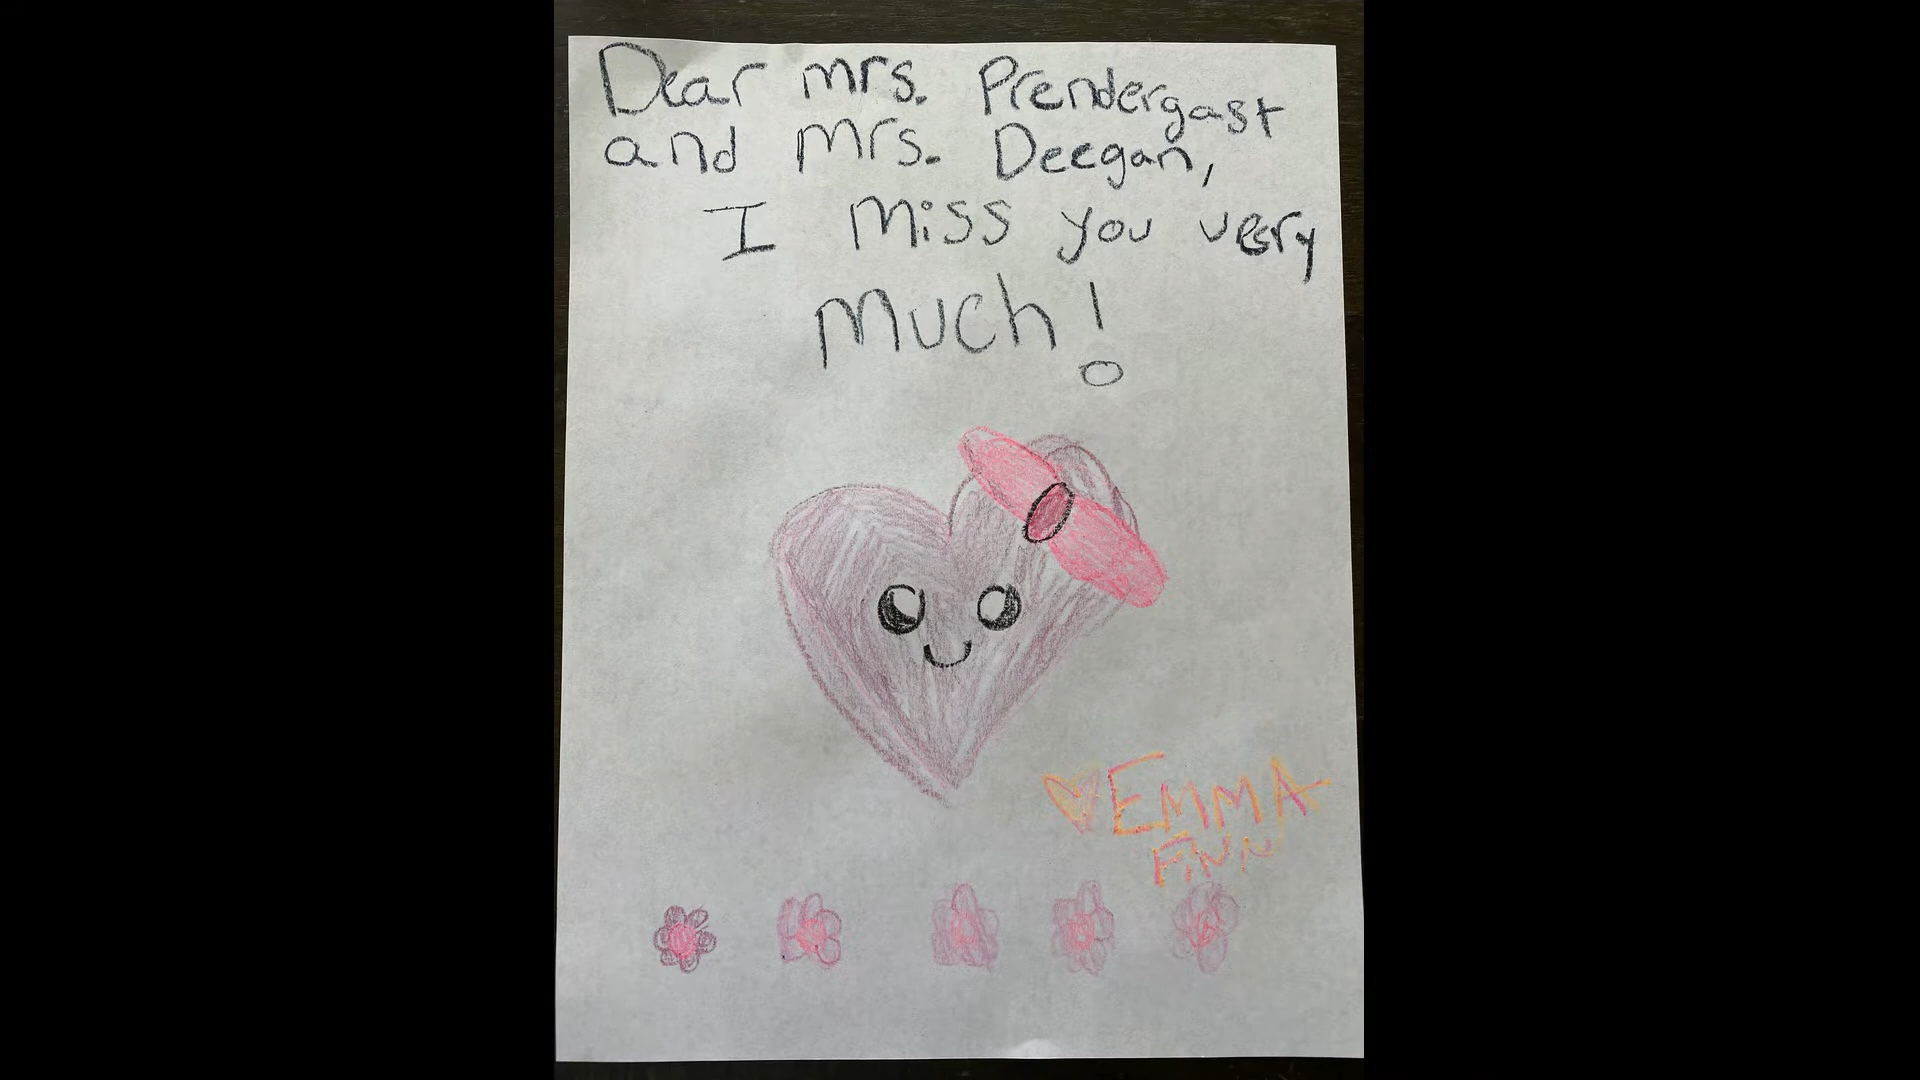 Dear mrs. Prendergast
and mrs. Deegan,
I miss you very
much!
EMMA
FiNN